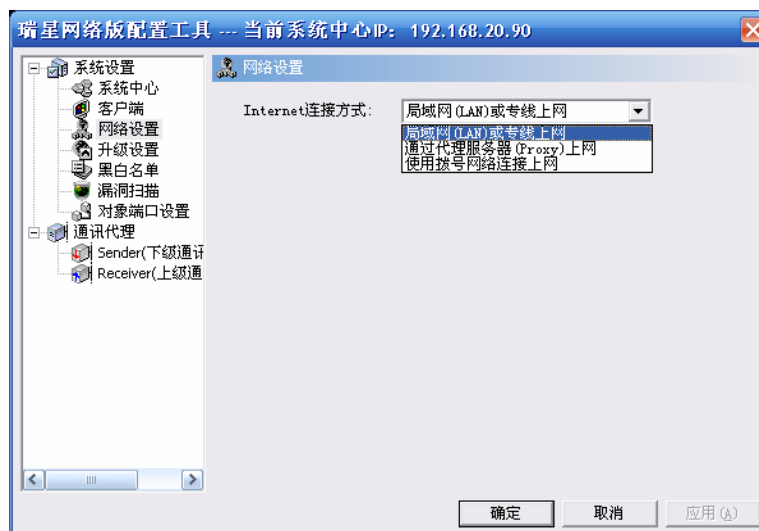 瑞星网络版配置工具 --- 当前系统中心IP: 192.168.20.90
系统设置
系统中心
客户端
网络设置
升级设置
黑白名单
漏洞扫描
对象端口设置
通讯代理
Sender(下级通讯
Receiver(上级通
网络设置
Internet连接方式:
局域网(LAN)或专线上网
局域网(LAN)或专线上网
通过代理服务器(Proxy)上网
使用拨号网络连接上网
确定
取消
应用(A)